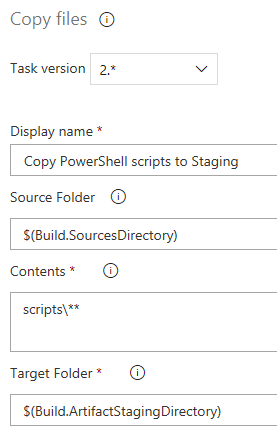 Copy files
Task version 2.*
Display name *
Copy PowerShell scripts to Staging
Source Folder
$(Build.SourcesDirectory)
Contents *
scripts\**
Target Folder *
$(Build.ArtifactStagingDirectory)